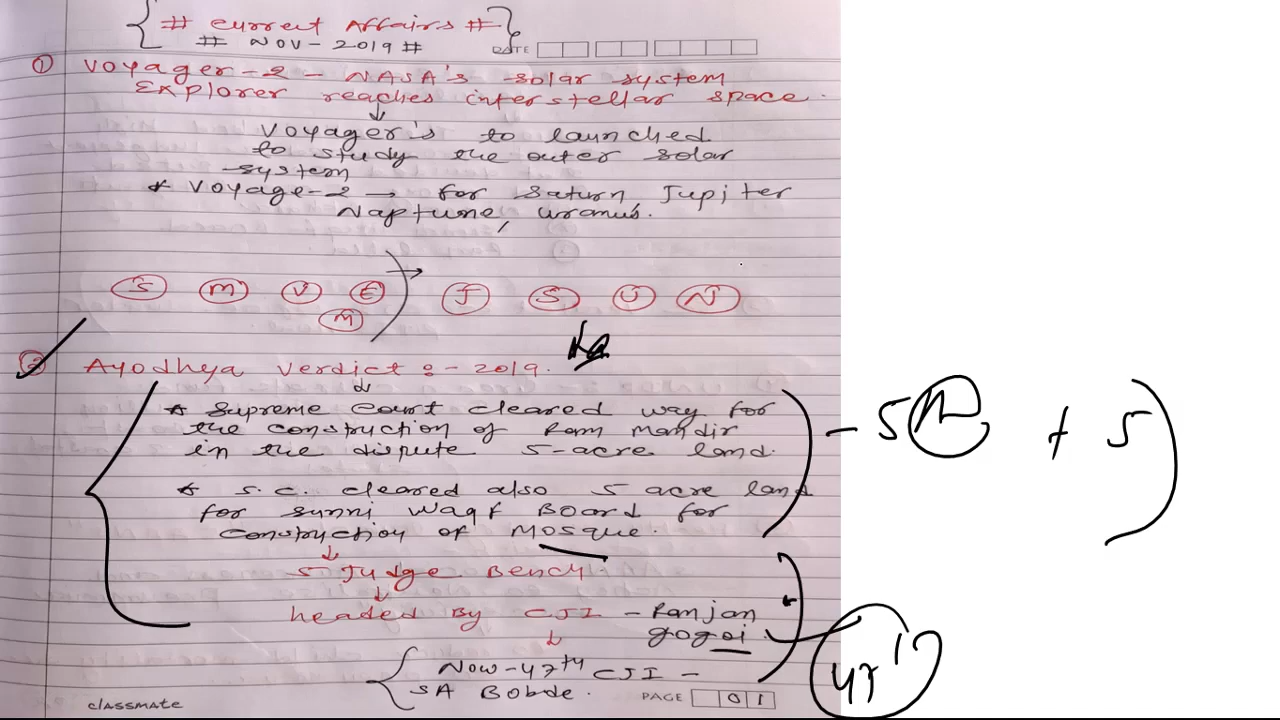 # Current Affairs #
# NOV - 2019 #
DATE
① Voyager-2 - NASA's solar system
Explorer reaches interstellar space.
Voyager's to launched
to study the outer solar
system
* Voyage-2 → for Saturn, Jupiter
Naptune, Uranus.
S M V E J S U N
M
② Ayodhya Verdict :- 2019.
* Supreme Court cleared way for
the construction of Ram Mandir
in the dispute 5-acre land.
* S.C. cleared also 5 acre land
for Sunni Waqf Board for
construction of Mosque.
5 Judge Bench
headed By CJI - Ranjan
gogoi
Now - 47th CJI -
SA Bobde.
classmate
PAGE 01
+ 5
47